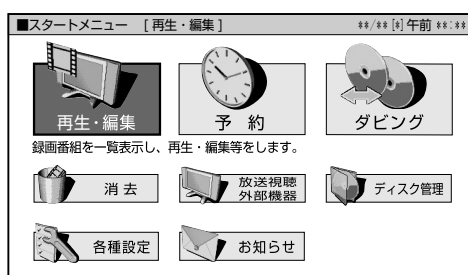 ■スタートメニュー [再生・編集] **/**[*]午前**:**
再生・編集 予 約 ダビング
録画番組を一覧表示し、再生・編集等をします。
消 去 放送視聴 外部機器 ディスク管理
各種設定 お知らせ